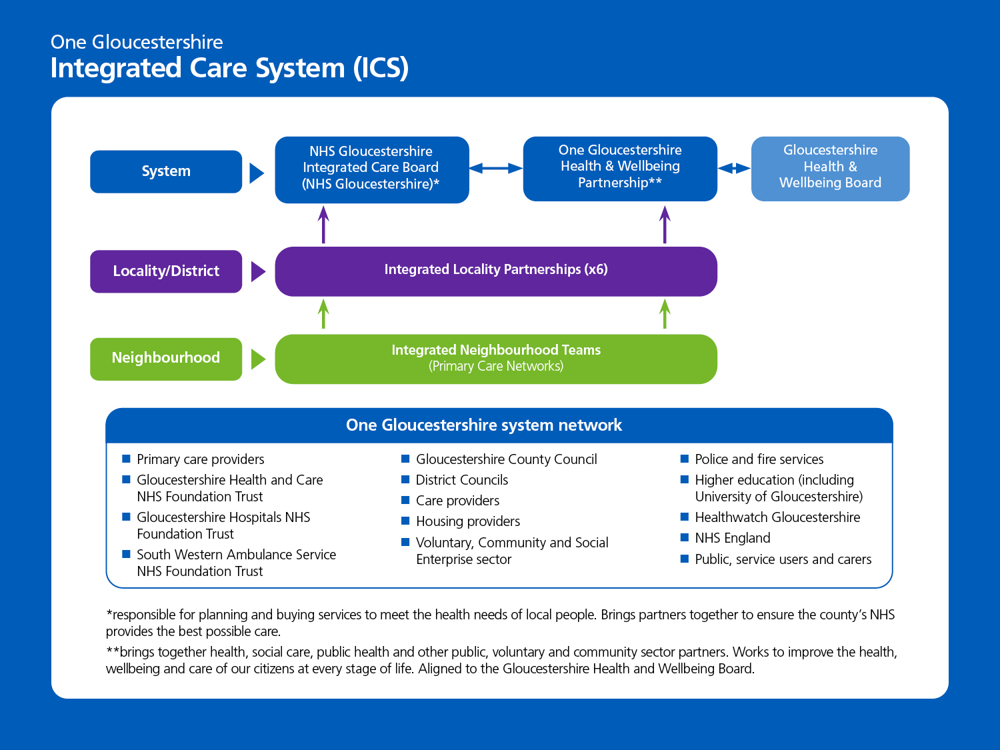 One Gloucestershire
Integrated Care System (ICS)
System
NHS Gloucestershire
Integrated Care Board
(NHS Gloucestershire)*
One Gloucestershire
Health & Wellbeing
Partnership**
Gloucestershire
Health &
Wellbeing Board
Locality/District
Integrated Locality Partnerships (x6)
Neighbourhood
Integrated Neighbourhood Teams
(Primary Care Networks)
One Gloucestershire system network
Primary care providers
Gloucestershire Health and Care
NHS Foundation Trust
Gloucestershire Hospitals NHS
Foundation Trust
South Western Ambulance Service
NHS Foundation Trust
Gloucestershire County Council
District Councils
Care providers
Housing providers
Voluntary, Community and Social
Enterprise sector
Police and fire services
Higher education (including
University of Gloucestershire)
Healthwatch Gloucestershire
NHS England
Public, service users and carers
*responsible for planning and buying services to meet the health needs of local people. Brings partners together to ensure the county’s NHS
provides the best possible care.
**brings together health, social care, public health and other public, voluntary and community sector partners. Works to improve the health,
wellbeing and care of our citizens at every stage of life. Aligned to the Gloucestershire Health and Wellbeing Board.